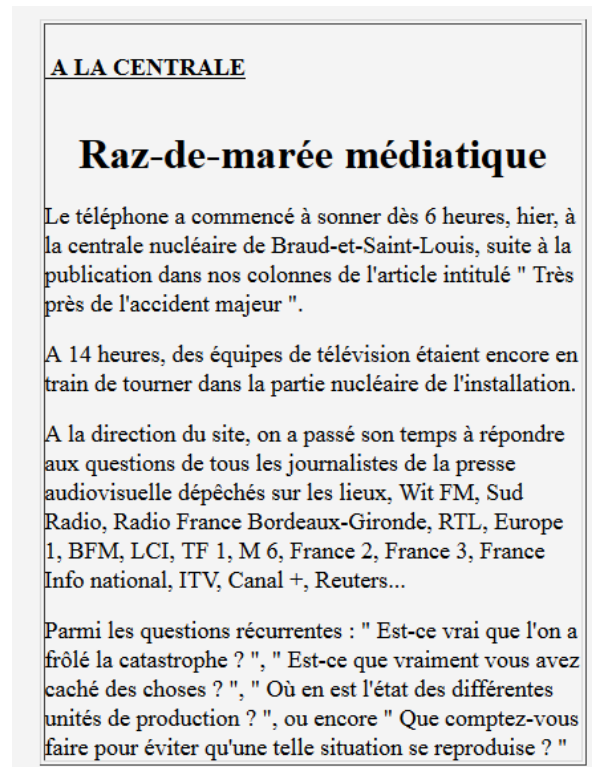 A LA CENTRALE
Raz-de-marée médiatique
Le téléphone a commencé à sonner dès 6 heures, hier, à
la centrale nucléaire de Braud-et-Saint-Louis, suite à la
publication dans nos colonnes de l'article intitulé " Très
près de l'accident majeur ".
A 14 heures, des équipes de télévision étaient encore en
train de tourner dans la partie nucléaire de l'installation.
A la direction du site, on a passé son temps à répondre
aux questions de tous les journalistes de la presse
audiovisuelle dépêchés sur les lieux, Wit FM, Sud
Radio, Radio France Bordeaux-Gironde, RTL, Europe
1, BFM, LCI, TF 1, M 6, France 2, France 3, France
Info national, ITV, Canal +, Reuters...
Parmi les questions récurrentes : " Est-ce vrai que l'on a
frôlé la catastrophe ? ", " Est-ce que vraiment vous avez
caché des choses ? ", " Où en est l'état des différentes
unités de production ? ", ou encore " Que comptez-vous
faire pour éviter qu'une telle situation se reproduise ? "